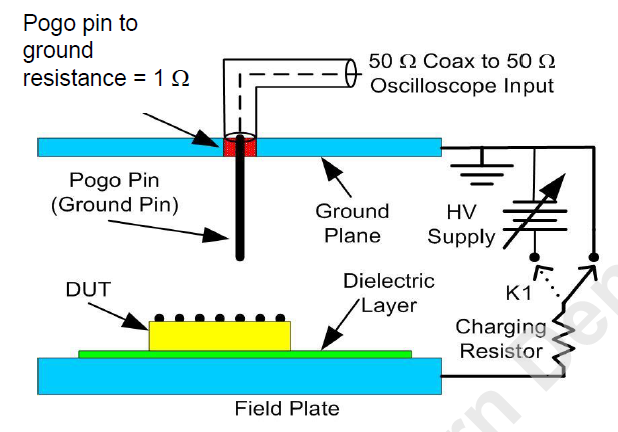 Pogo pin to
ground
resistance = 1 Ω
50 Ω Coax to 50 Ω
Oscilloscope Input
Pogo Pin
(Ground Pin)
Ground
Plane
HV
Supply
DUT
Dielectric
Layer
K1
Charging
Resistor
Field Plate